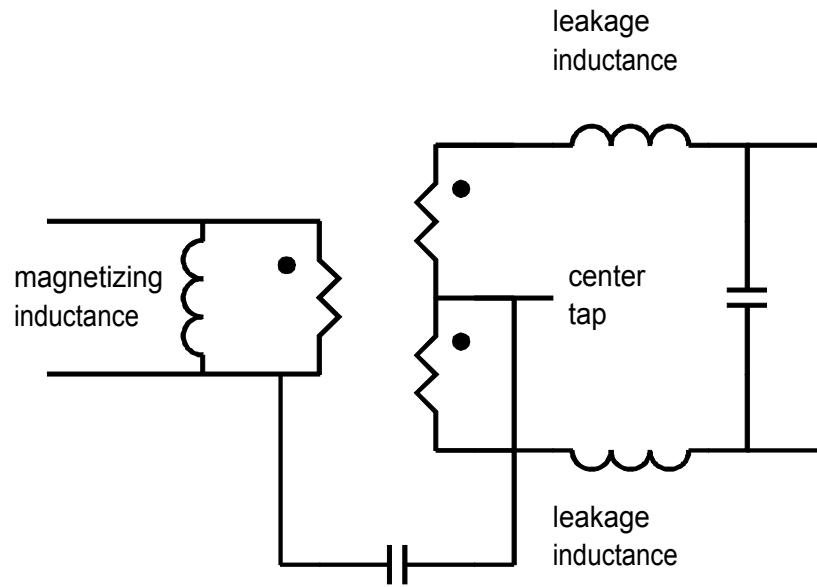 leakage
inductance
magnetizing
inductance
center
tap
leakage
inductance